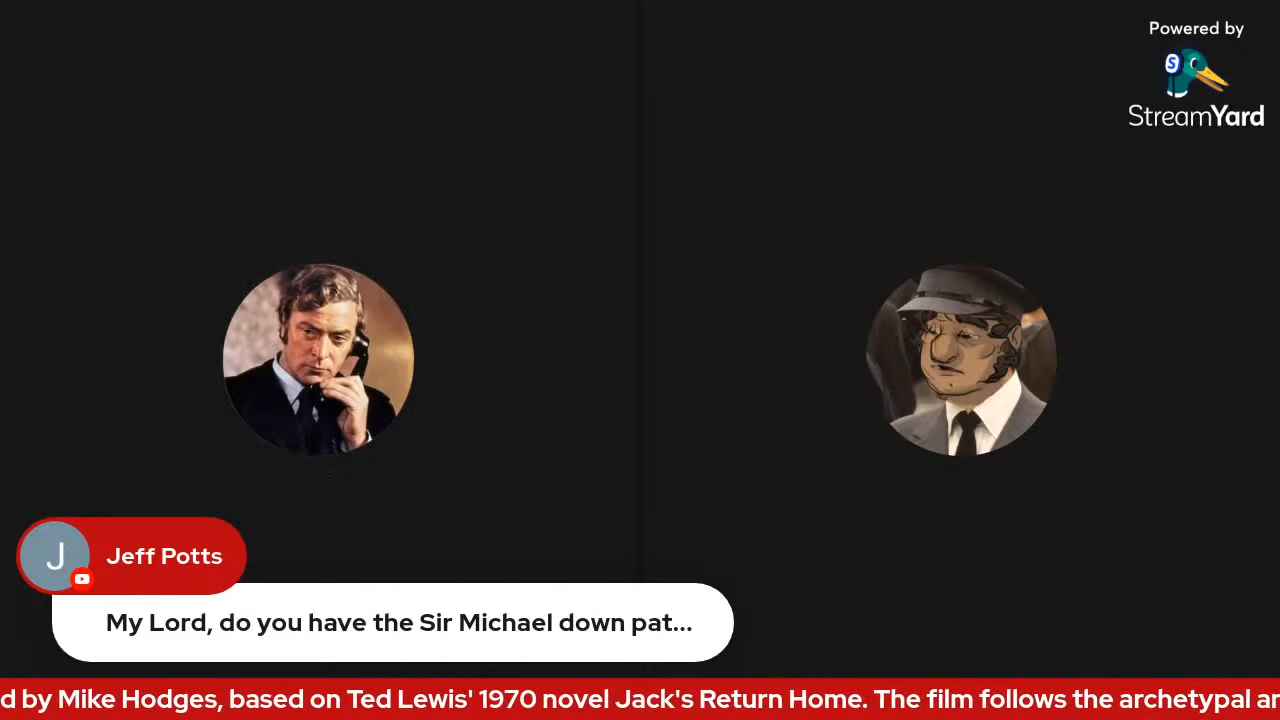 Powered by
StreamYard
Jeff Potts
My Lord, do you have the Sir Michael down pat...
d by Mike Hodges, based on Ted Lewis' 1970 novel Jack's Return Home. The film follows the archetypal